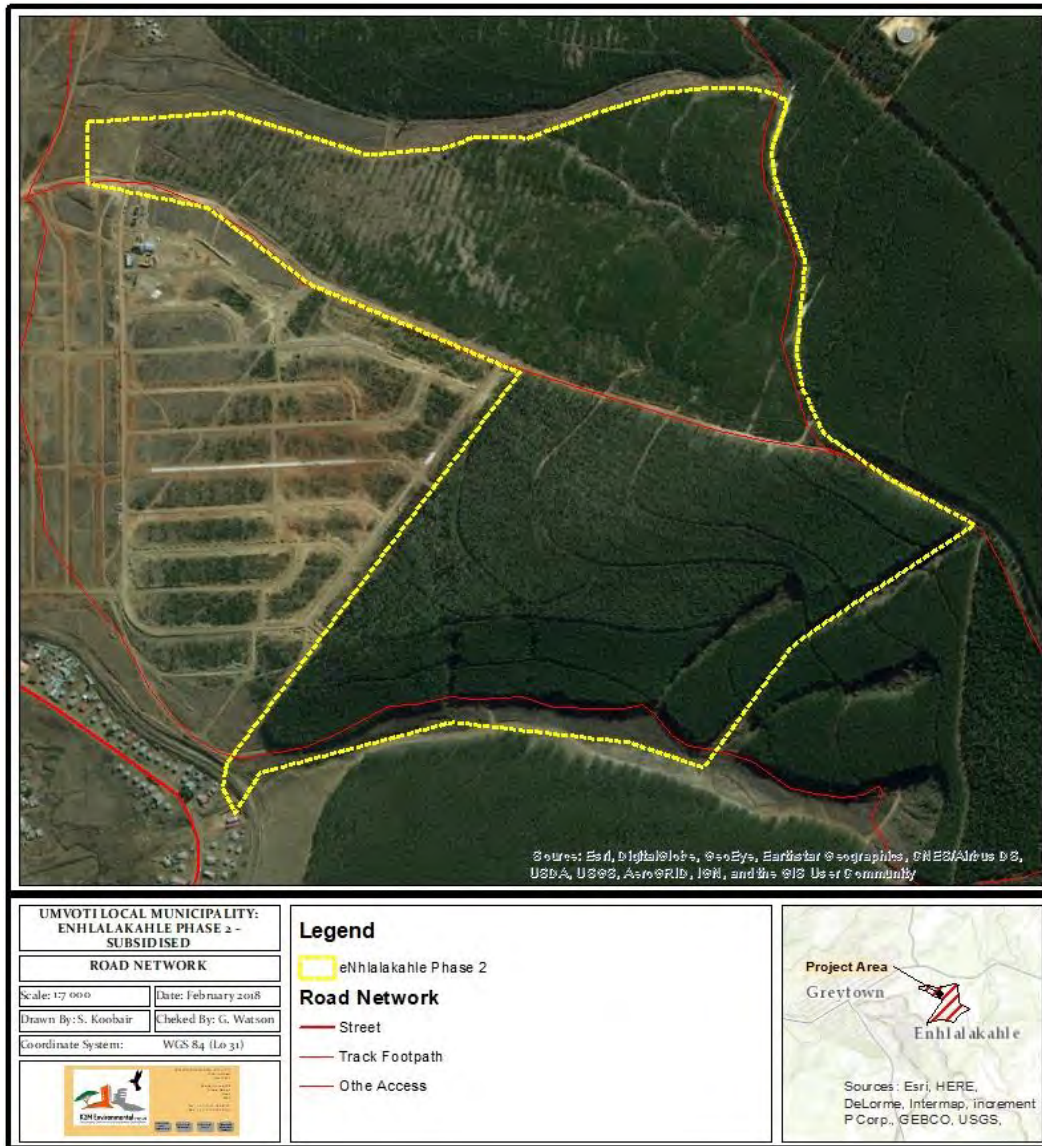 Source: Esri, DigitalGlobe, GeoEye, Earthstar Geographics, CNES/Airbus DS,
USDA, USGS, AeroGRID, IGN, and the GIS User Community
UMVOTI LOCAL MUNICIPALITY:
ENHLALAKAHLE PHASE 2 -
SUBSIDISED
ROAD NETWORK
Scale: 1:7 000
Date: February 2018
Drawn By: S. Koobair
Cheked By: G. Watson
Coordinate System: WGS 84 (Lo 31)
K2M Environmental
Legend
eNhlalakahle Phase 2
Road Network
Street
Track Footpath
Othe Access
Project Area
Greytown
Enhlalakahle
Sources: Esri, HERE,
DeLorme, Intermap, increment
P Corp., GEBCO, USGS,